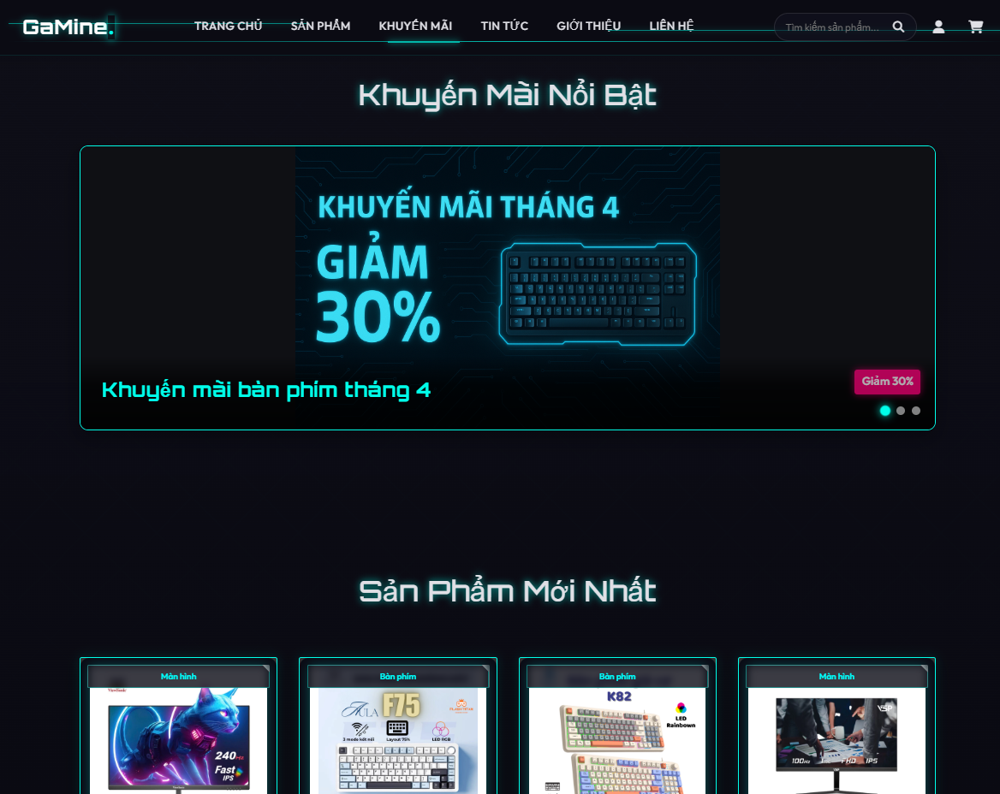 GaMine.
TRANG CHỦ
SẢN PHẨM
KHUYẾN MÃI
TIN TỨC
GIỚI THIỆU
LIÊN HỆ
Tìm kiếm sản phẩm...
Khuyến Mãi Nổi Bật
KHUYẾN MÃI THÁNG 4
GIẢM
30%
Khuyến mãi bàn phím tháng 4
Giảm 30%
Sản Phẩm Mới Nhất
Màn hình
ViewSonic
240Hz
Fast
IPS
Bàn phím
AULA F75
3 mode kết nối
Layout 75%
LED RGB
Bàn phím
K82
LED
Rainbown
Màn hình
VSP
100Hz
FHD
IPS